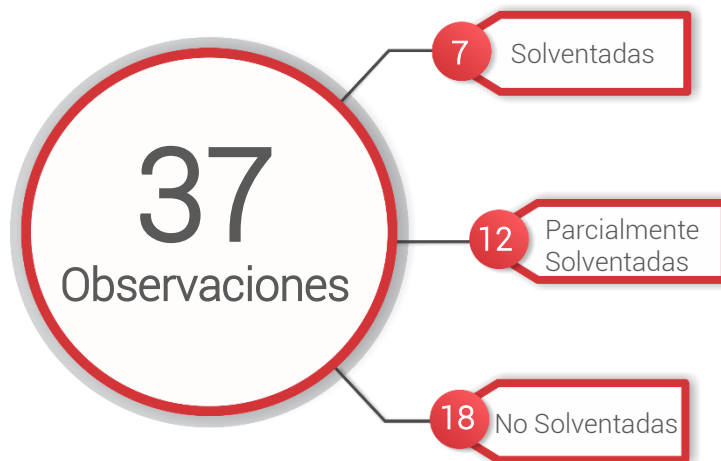 37
Observaciones
7
Solventadas
12
Parcialmente
Solventadas
18
No Solventadas